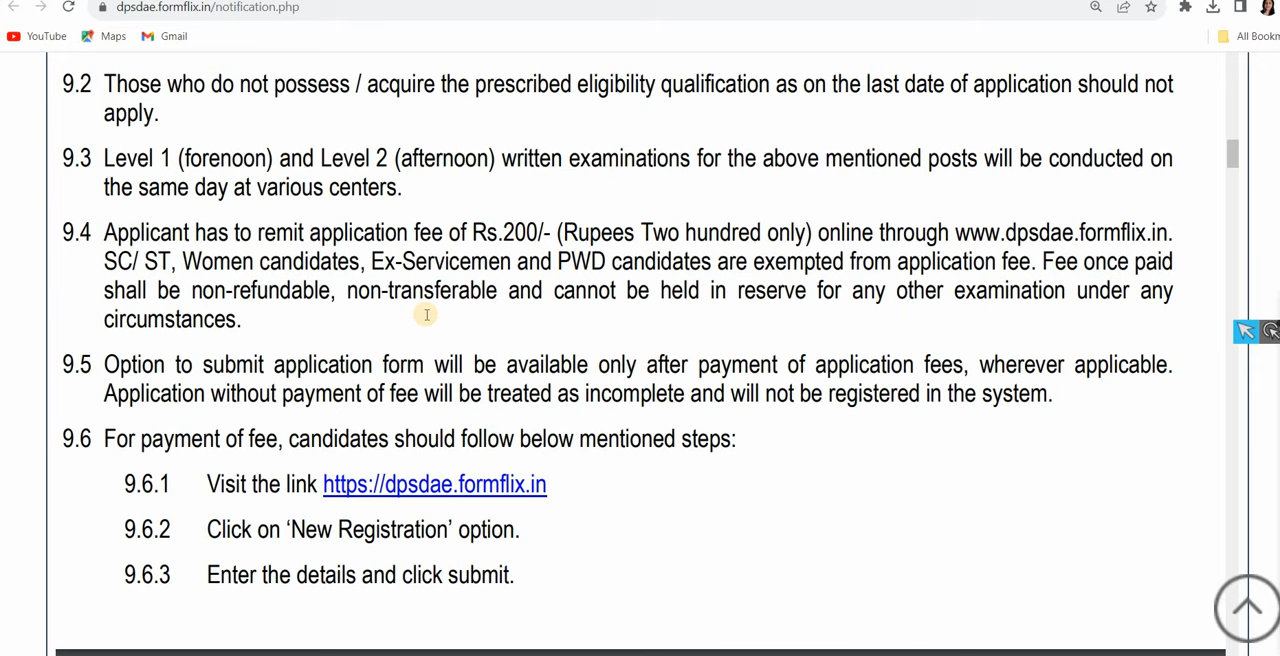 dpsdae.formflix.in/notification.php
YouTube Maps Gmail All Bookm
9.2 Those who do not possess / acquire the prescribed eligibility qualification as on the last date of application should not
apply.
9.3 Level 1 (forenoon) and Level 2 (afternoon) written examinations for the above mentioned posts will be conducted on
the same day at various centers.
9.4 Applicant has to remit application fee of Rs.200/- (Rupees Two hundred only) online through www.dpsdae.formflix.in.
SC/ ST, Women candidates, Ex-Servicemen and PWD candidates are exempted from application fee. Fee once paid
shall be non-refundable, non-transferable and cannot be held in reserve for any other examination under any
circumstances.
9.5 Option to submit application form will be available only after payment of application fees, wherever applicable.
Application without payment of fee will be treated as incomplete and will not be registered in the system.
9.6 For payment of fee, candidates should follow below mentioned steps:
9.6.1 Visit the link https://dpsdae.formflix.in
9.6.2 Click on ‘New Registration’ option.
9.6.3 Enter the details and click submit.